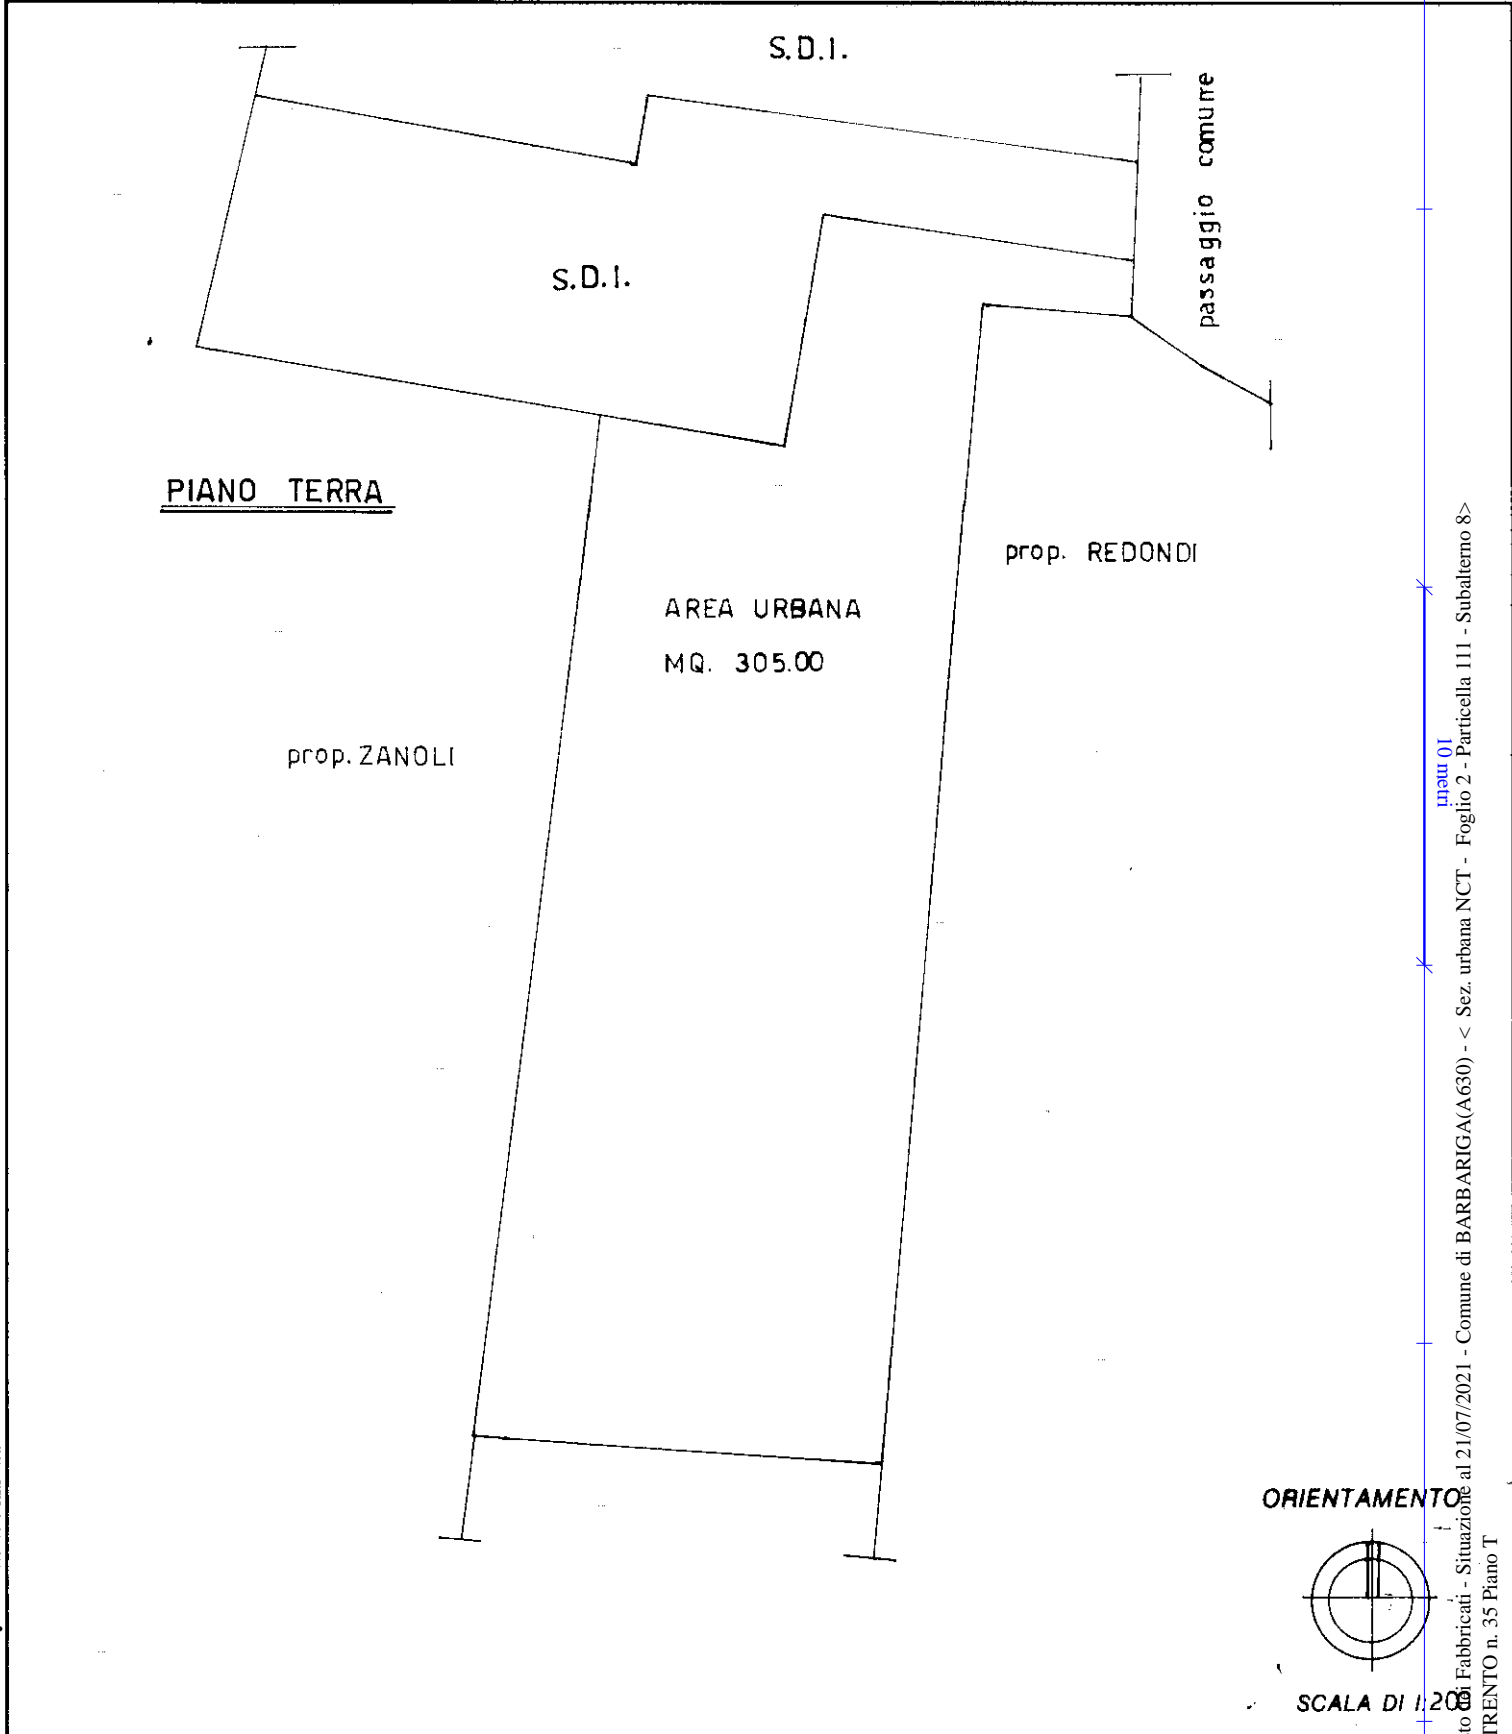 S.D.I.
passaggio comune
S.D.I.
PIANO TERRA
prop. REDONDI
AREA URBANA
MQ. 305.00
prop. ZANOLI
10 metri
ORIENTAMENTO
SCALA DI 1:200
to dei Fabbricati - Situazione al 21/07/2021 - Comune di BARBARIGA(A630) - < Sez. urbana NCT - Foglio 2 - Particella 111 - Subalterno 8>
TRENTO n. 35 Piano T